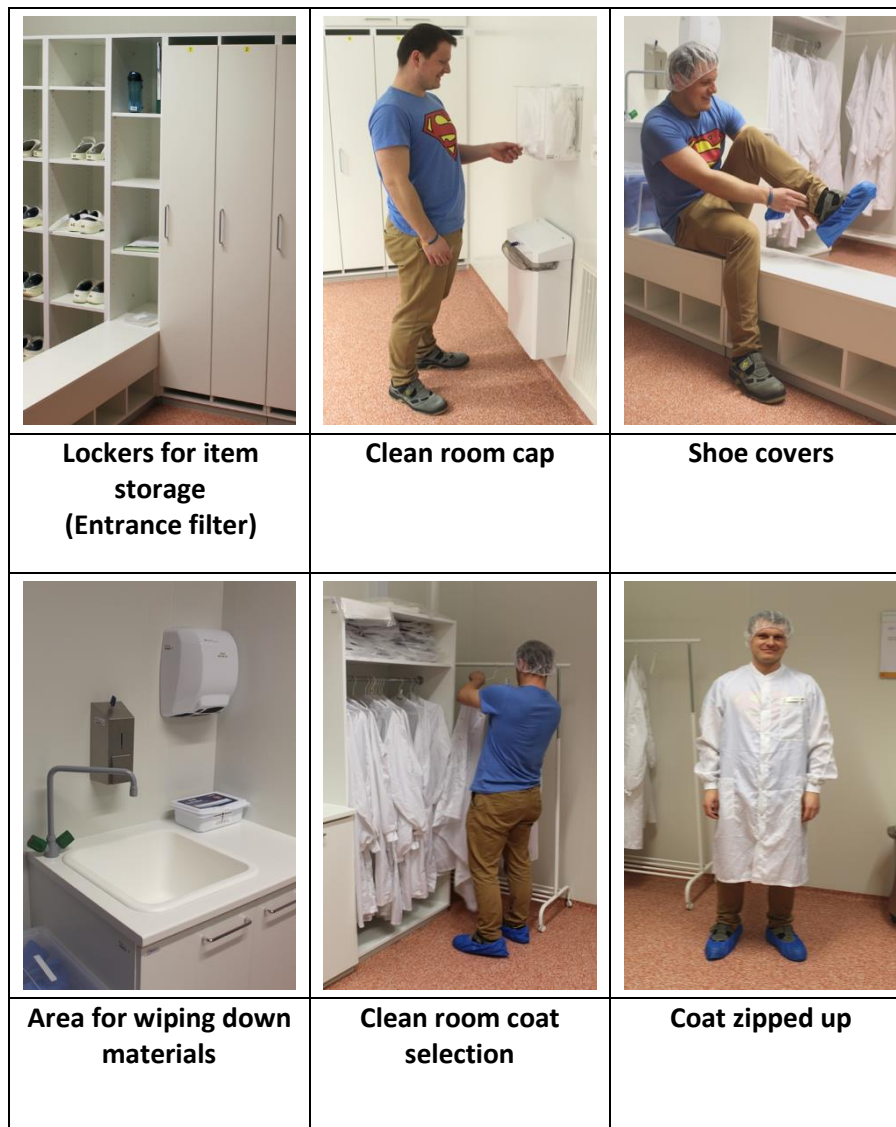 Lockers for item
storage
(Entrance filter)
Clean room cap
Shoe covers
Area for wiping down
materials
Clean room coat
selection
Coat zipped up